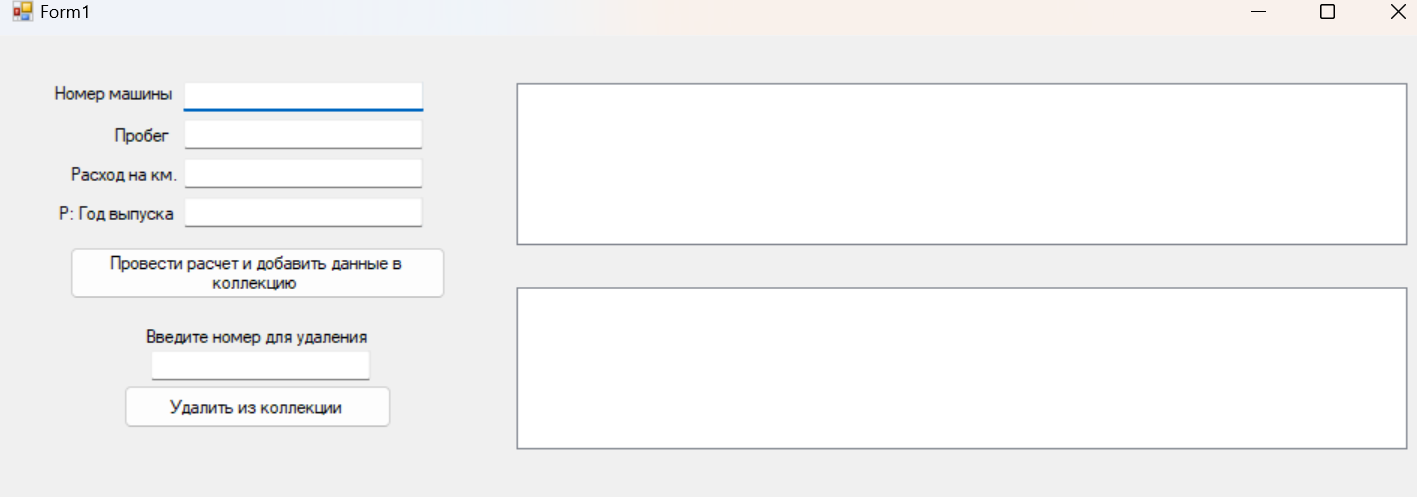 Form1
Номер машины
Пробег
Расход на км.
Р: Год выпуска
Провести расчет и добавить данные в
коллекцию
Введите номер для удаления
Удалить из коллекции